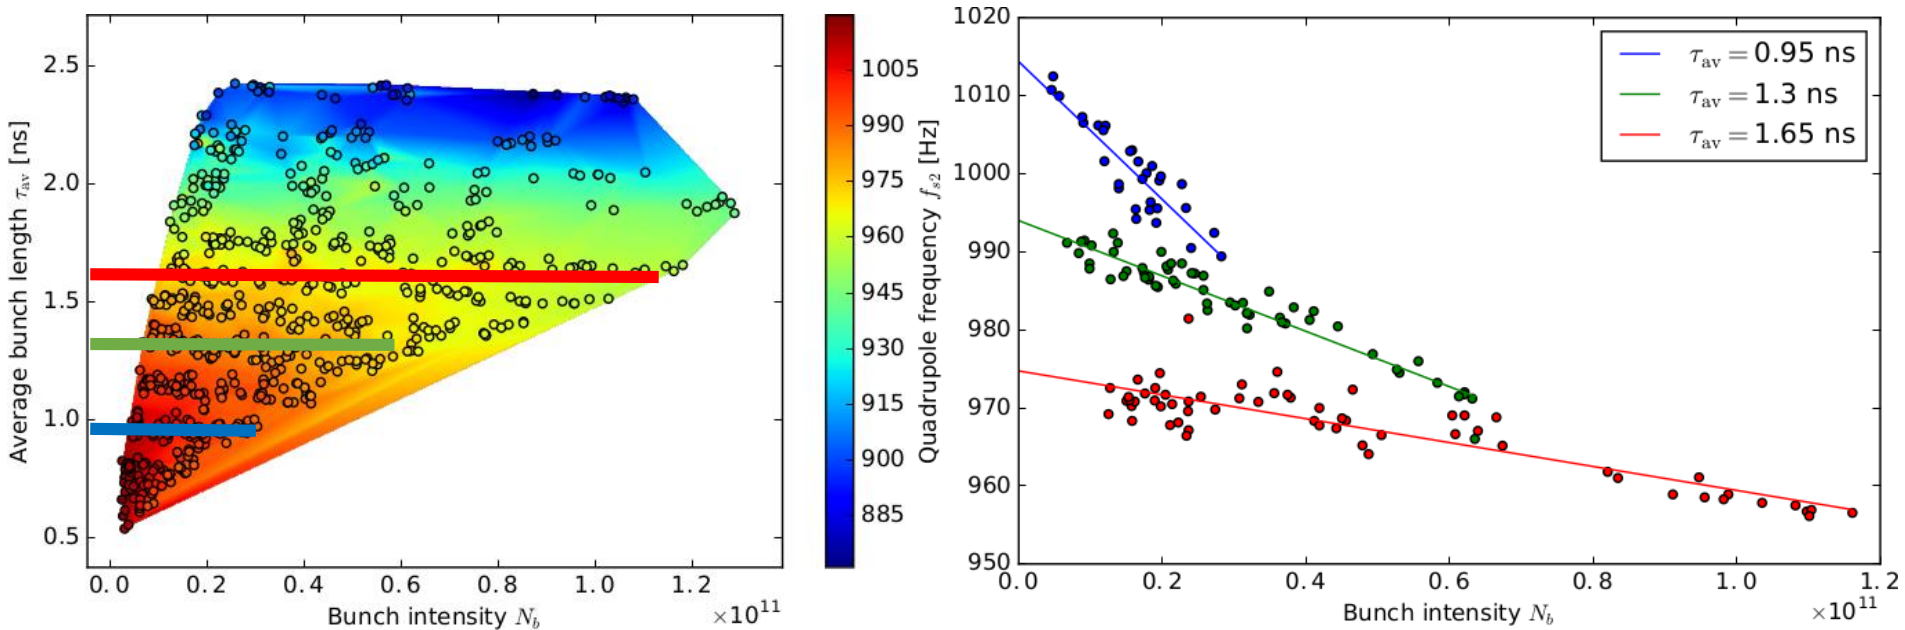 2.5
2.0
1.5
1.0
0.5
Average bunch length τav [ns]
0.0 0.2 0.4 0.6 0.8 1.0 1.2
Bunch intensity Nb
×10^11
1005
990
975
960
945
930
915
900
885
Quadrupole frequency fs2 [Hz]
1020
1010
1000
990
980
970
960
950
τav = 0.95 ns
τav = 1.3 ns
τav = 1.65 ns
0.0 0.2 0.4 0.6 0.8 1.0 1.2
Bunch intensity Nb
×10^11